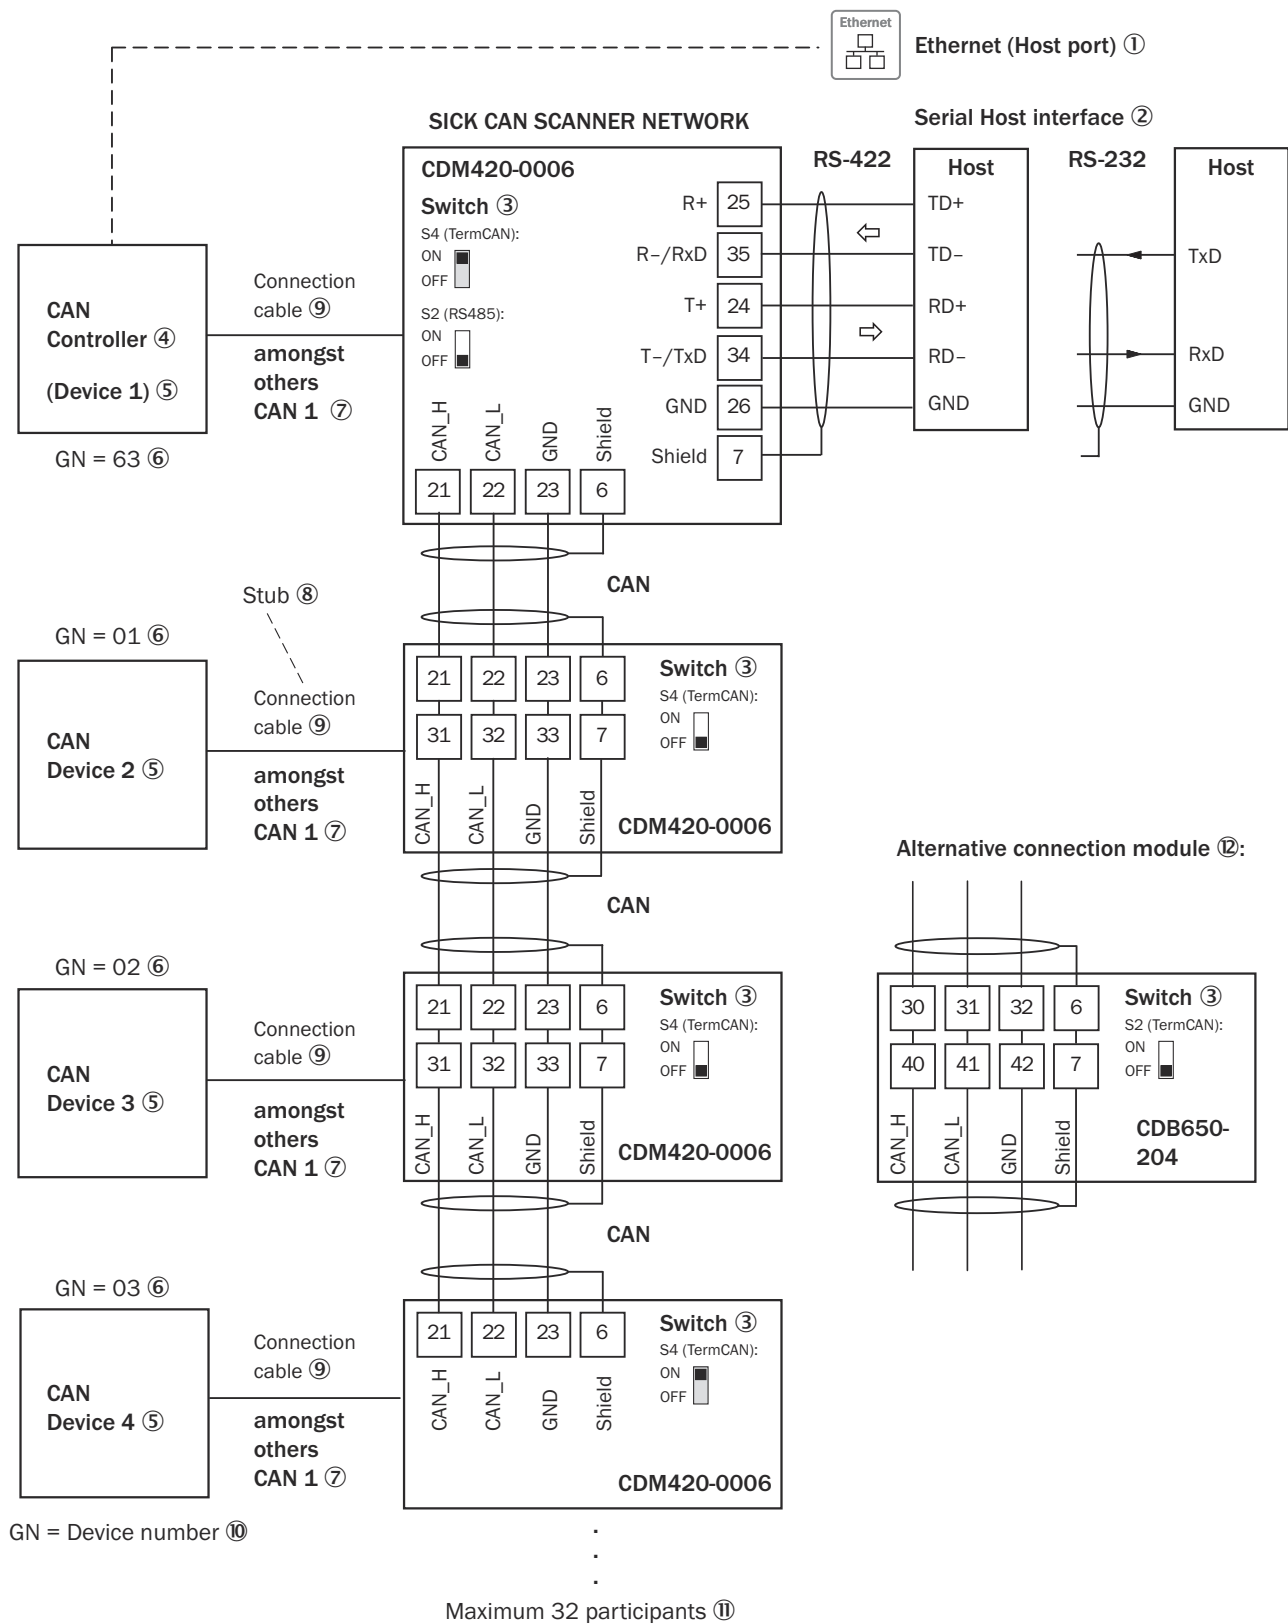 Ethernet
Ethernet (Host port) ①
SICK CAN SCANNER NETWORK
Serial Host interface ②
CDM420-0006
Switch ③
S4 (TermCAN):
ON
OFF
S2 (RS485):
ON
OFF
R+ 25
R–/RxD 35
T+ 24
T–/TxD 34
GND 26
Shield 7
CAN_H
CAN_L
GND
Shield
21 22 23 6
RS-422
Host
TD+
TD–
RD+
RD–
GND
RS-232
Host
TxD
RxD
GND
CAN
Controller ④
(Device 1) ⑤
GN = 63 ⑥
Connection
cable ⑨
amongst
others
CAN 1 ⑦
CAN
Stub ⑧
GN = 01 ⑥
CAN
Device 2 ⑤
Connection
cable ⑨
amongst
others
CAN 1 ⑦
21 22 23 6
31 32 33 7
CAN_H
CAN_L
GND
Shield
Switch ③
S4 (TermCAN):
ON
OFF
CDM420-0006
CAN
GN = 02 ⑥
CAN
Device 3 ⑤
Connection
cable ⑨
amongst
others
CAN 1 ⑦
21 22 23 6
31 32 33 7
CAN_H
CAN_L
GND
Shield
Switch ③
S4 (TermCAN):
ON
OFF
CDM420-0006
CAN
Alternative connection module ⑫:
30 31 32 6
40 41 42 7
CAN_H
CAN_L
GND
Shield
Switch ③
S2 (TermCAN):
ON
OFF
CDB650-
204
GN = 03 ⑥
CAN
Device 4 ⑤
Connection
cable ⑨
amongst
others
CAN 1 ⑦
21 22 23 6
CAN_H
CAN_L
GND
Shield
Switch ③
S4 (TermCAN):
ON
OFF
CDM420-0006
GN = Device number ⑩
.
.
.
Maximum 32 participants ⑪